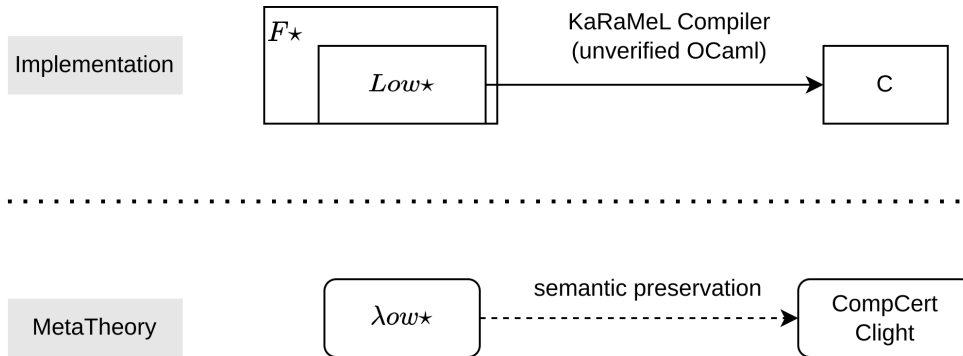 F⋆
KaRaMeL Compiler
(unverified OCaml)
Implementation
Low⋆
C
semantic preservation
MetaTheory
λow⋆
CompCert
Clight